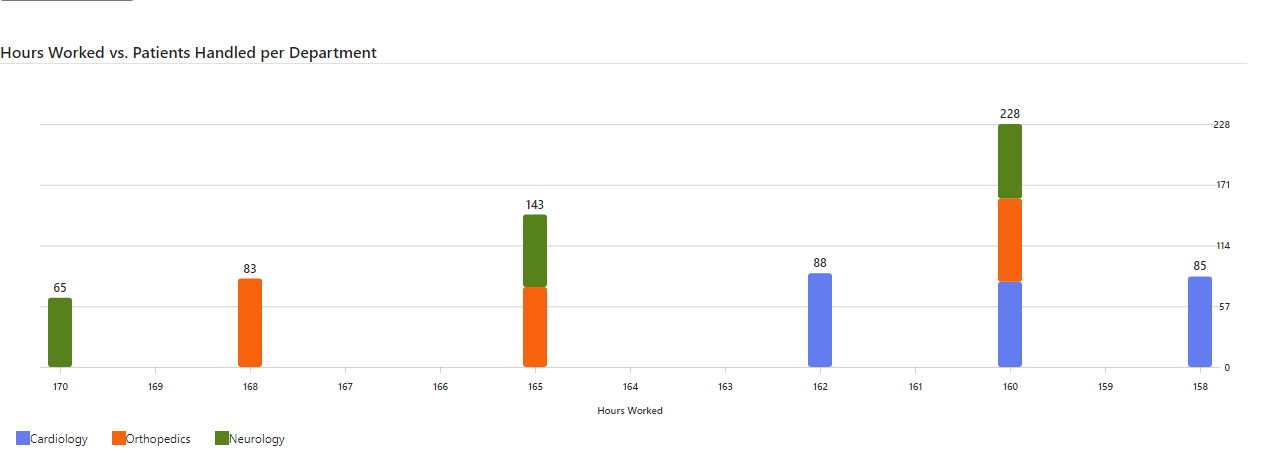 Hours Worked vs. Patients Handled per Department
228
228
171
143
114
88
85
83
65
57
0
170 169 168 167 166 165 164 163 162 161 160 159 158
Hours Worked
Cardiology Orthopedics Neurology